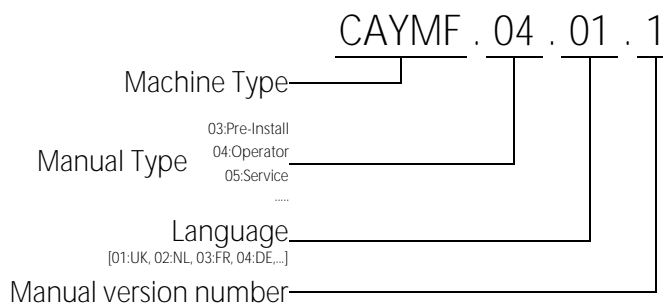 CAYMF . 04 . 01 . 1
Machine Type
03:Pre-Install
Manual Type 04:Operator
05:Service
.....
Language
[01:UK, 02:NL, 03:FR, 04:DE,...]
Manual version number